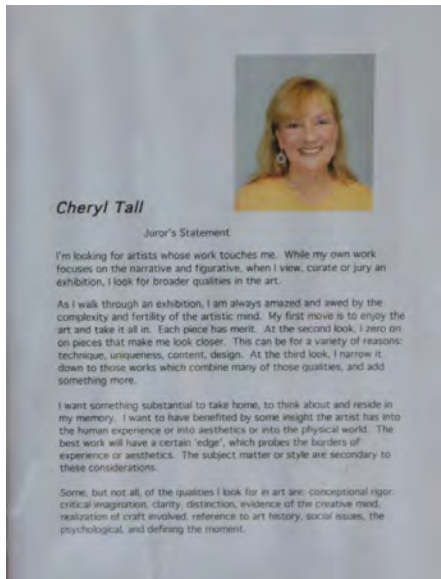 Cheryl Tall
Juror's Statement
I'm looking for artists whose work touches me. While my own work
focuses on the narrative and figurative, when I view, curate or jury an
exhibition, I look for broader qualities in the art.
As I walk through an exhibition, I am always amazed and awed by the
complexity and fertility of the artistic mind. My first move is to enjoy the
art and take it all in. Each piece has merit. At the second look, I zero on
on pieces that make me look closer. This can be for a variety of reasons:
technique, uniqueness, content, design. At the third look, I narrow it
down to those works which combine many of those qualities, and add
something more.
I want something substantial to take home, to think about and reside in
my memory. I want to have benefited by some insight the artist has into
the human experience or into aesthetics or into the physical world. The
best work will have a certain 'edge', which probes the borders of
experience or aesthetics. The subject matter or style are secondary to
these considerations.
Some, but not all, of the qualities I look for in art are: conceptional rigor,
critical imagination, clarity, distinction, evidence of the creative mind,
realization of craft involved, reference to art history, social issues, the
psychological, and defining the moment.